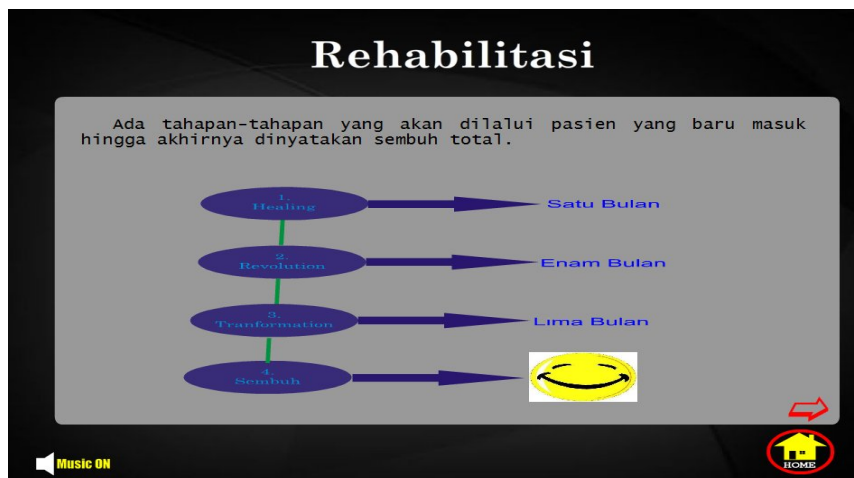 Rehabilitasi
Ada tahapan-tahapan yang akan dilalui pasien yang baru masuk
hingga akhirnya dinyatakan sembuh total.
1.
Healing
Satu Bulan
2.
Revolution
Enam Bulan
3.
Tranformation
Lima Bulan
4.
Sembuh
Music ON
HOME